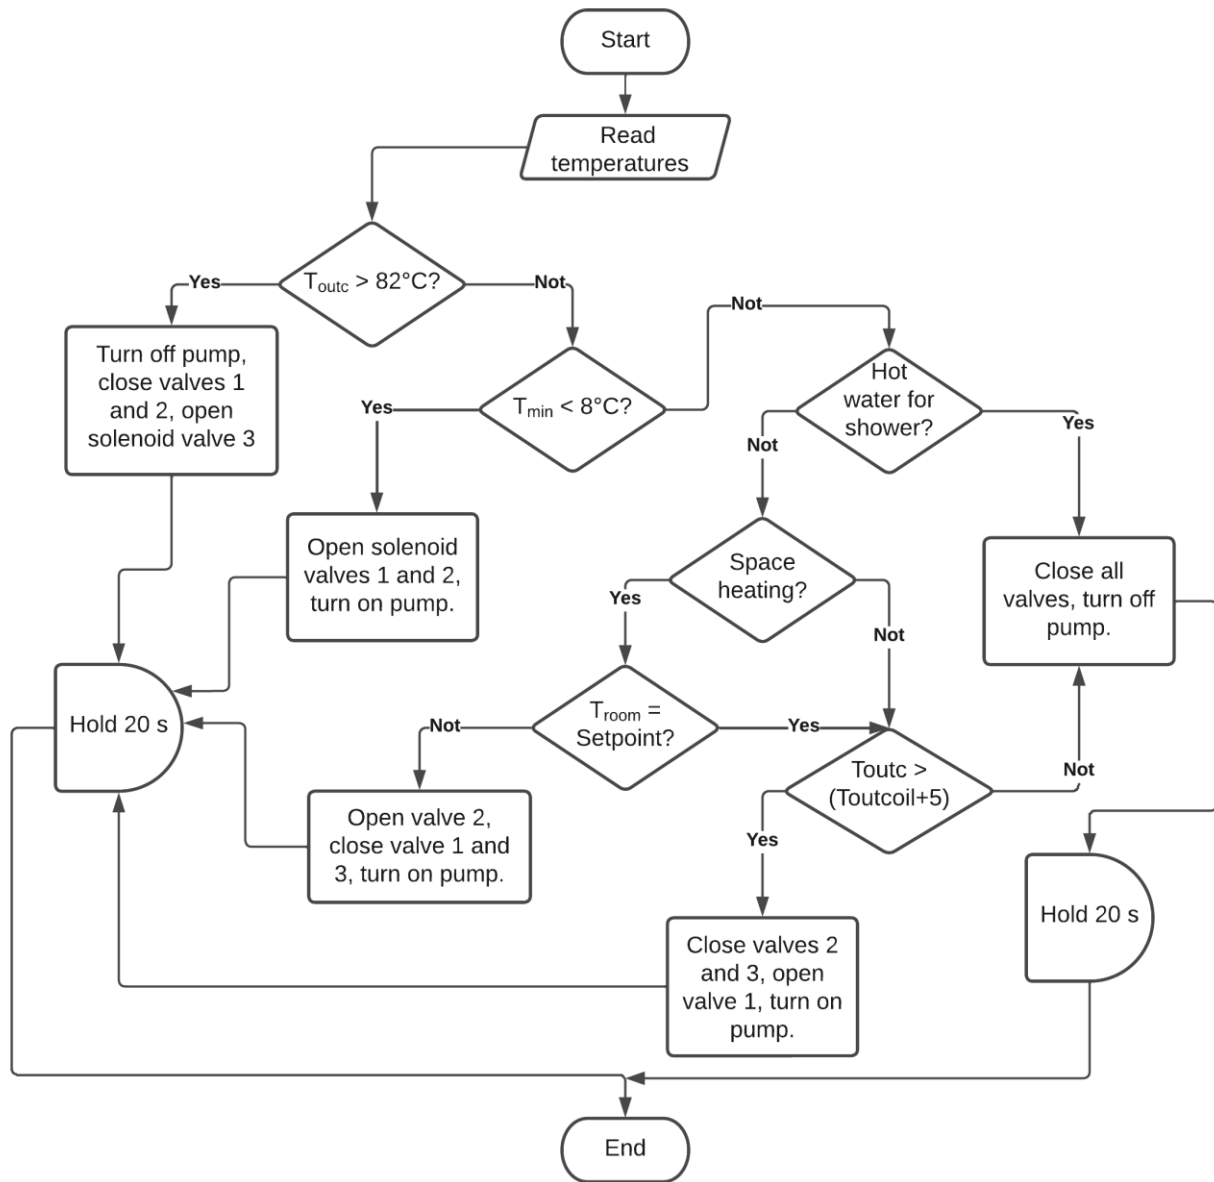 Start
Read
temperatures
Toutc > 82°C?
Yes
Not
Turn off pump,
close valves 1
and 2, open
solenoid valve 3
Tmin < 8°C?
Yes
Not
Hot
water for
shower?
Not
Yes
Open solenoid
valves 1 and 2,
turn on pump.
Space
heating?
Yes
Not
Close all
valves, turn off
pump.
Hold 20 s
Troom =
Setpoint?
Not
Yes
Toutc >
(Toutcoil+5)
Yes
Not
Open valve 2,
close valve 1 and
3, turn on pump.
Close valves 2
and 3, open
valve 1, turn on
pump.
Hold 20 s
End